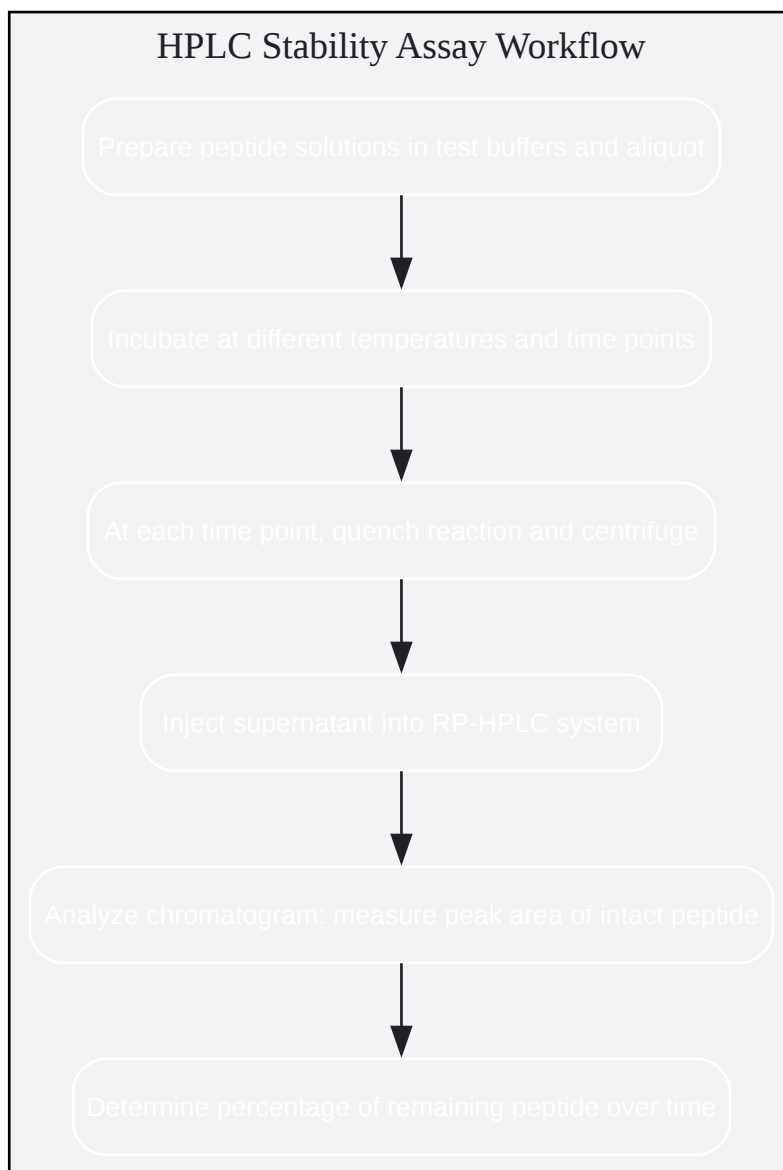 HPLC Stability Assay Workflow
Prepare peptide solutions in test buffers and aliquot
Incubate at different temperatures and time points
At each time point, quench reaction and centrifuge
Inject supernatant into RP-HPLC system
Analyze chromatogram: measure peak area of intact peptide
Determine percentage of remaining peptide over time